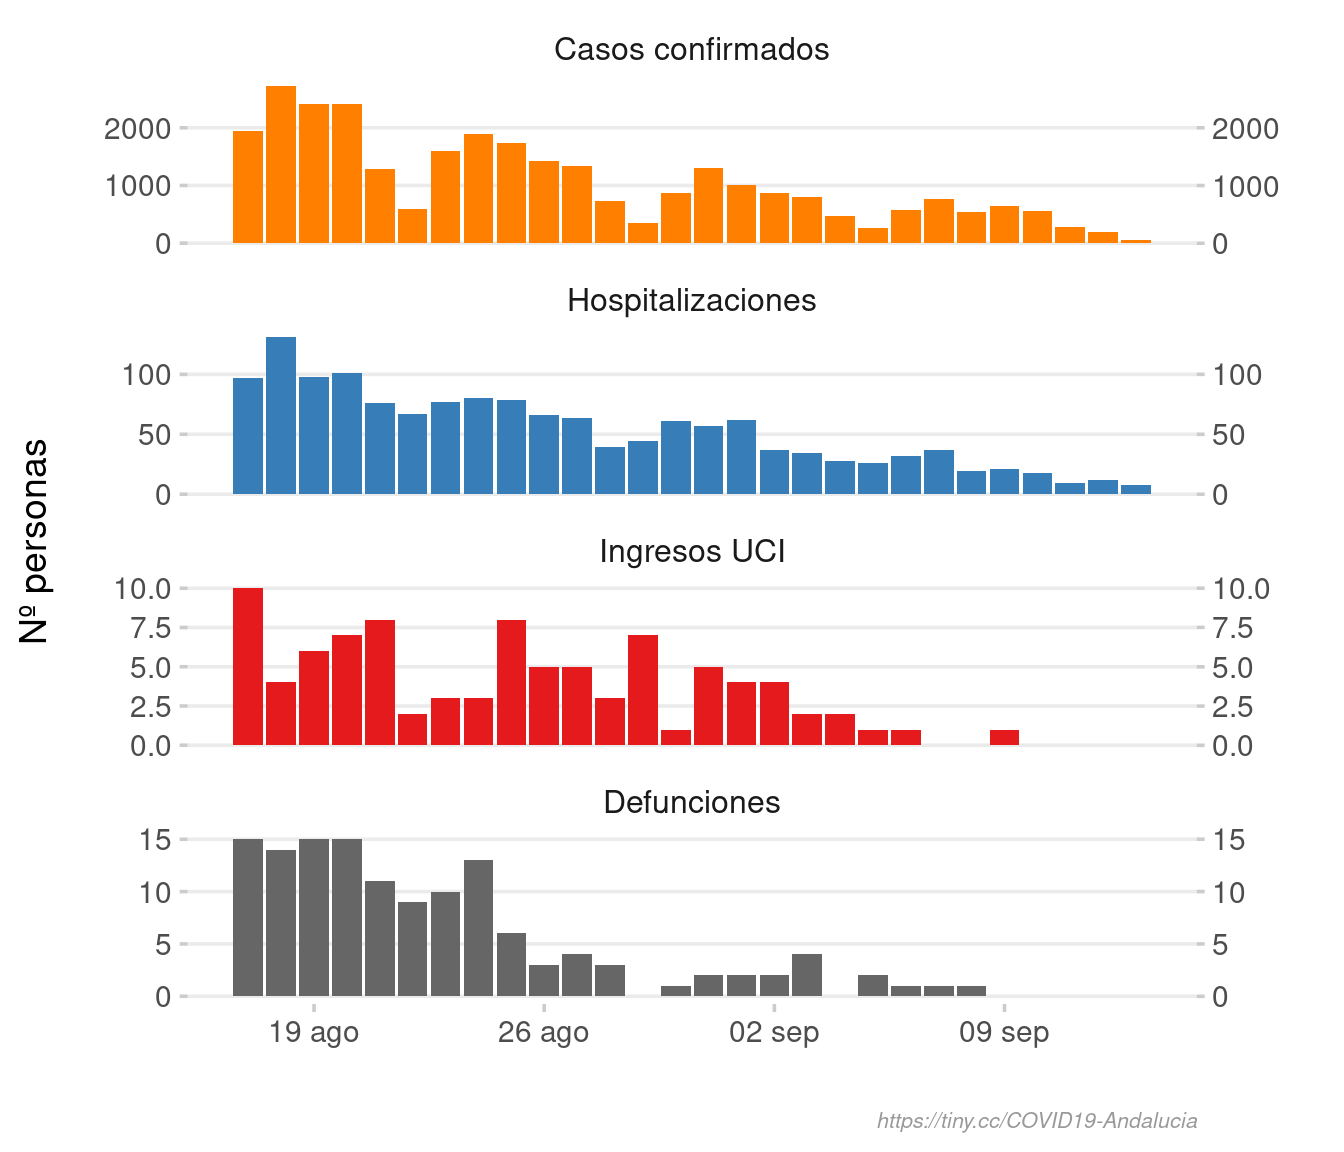 Casos confirmados
2000 2000
1000 1000
0 0
Hospitalizaciones
100 100
50 50
0 0
Nº personas
Ingresos UCI
10.0 10.0
7.5 7.5
5.0 5.0
2.5 2.5
0.0 0.0
Defunciones
15 15
10 10
5 5
0 0
19 ago 26 ago 02 sep 09 sep
https://tiny.cc/COVID19-Andalucia